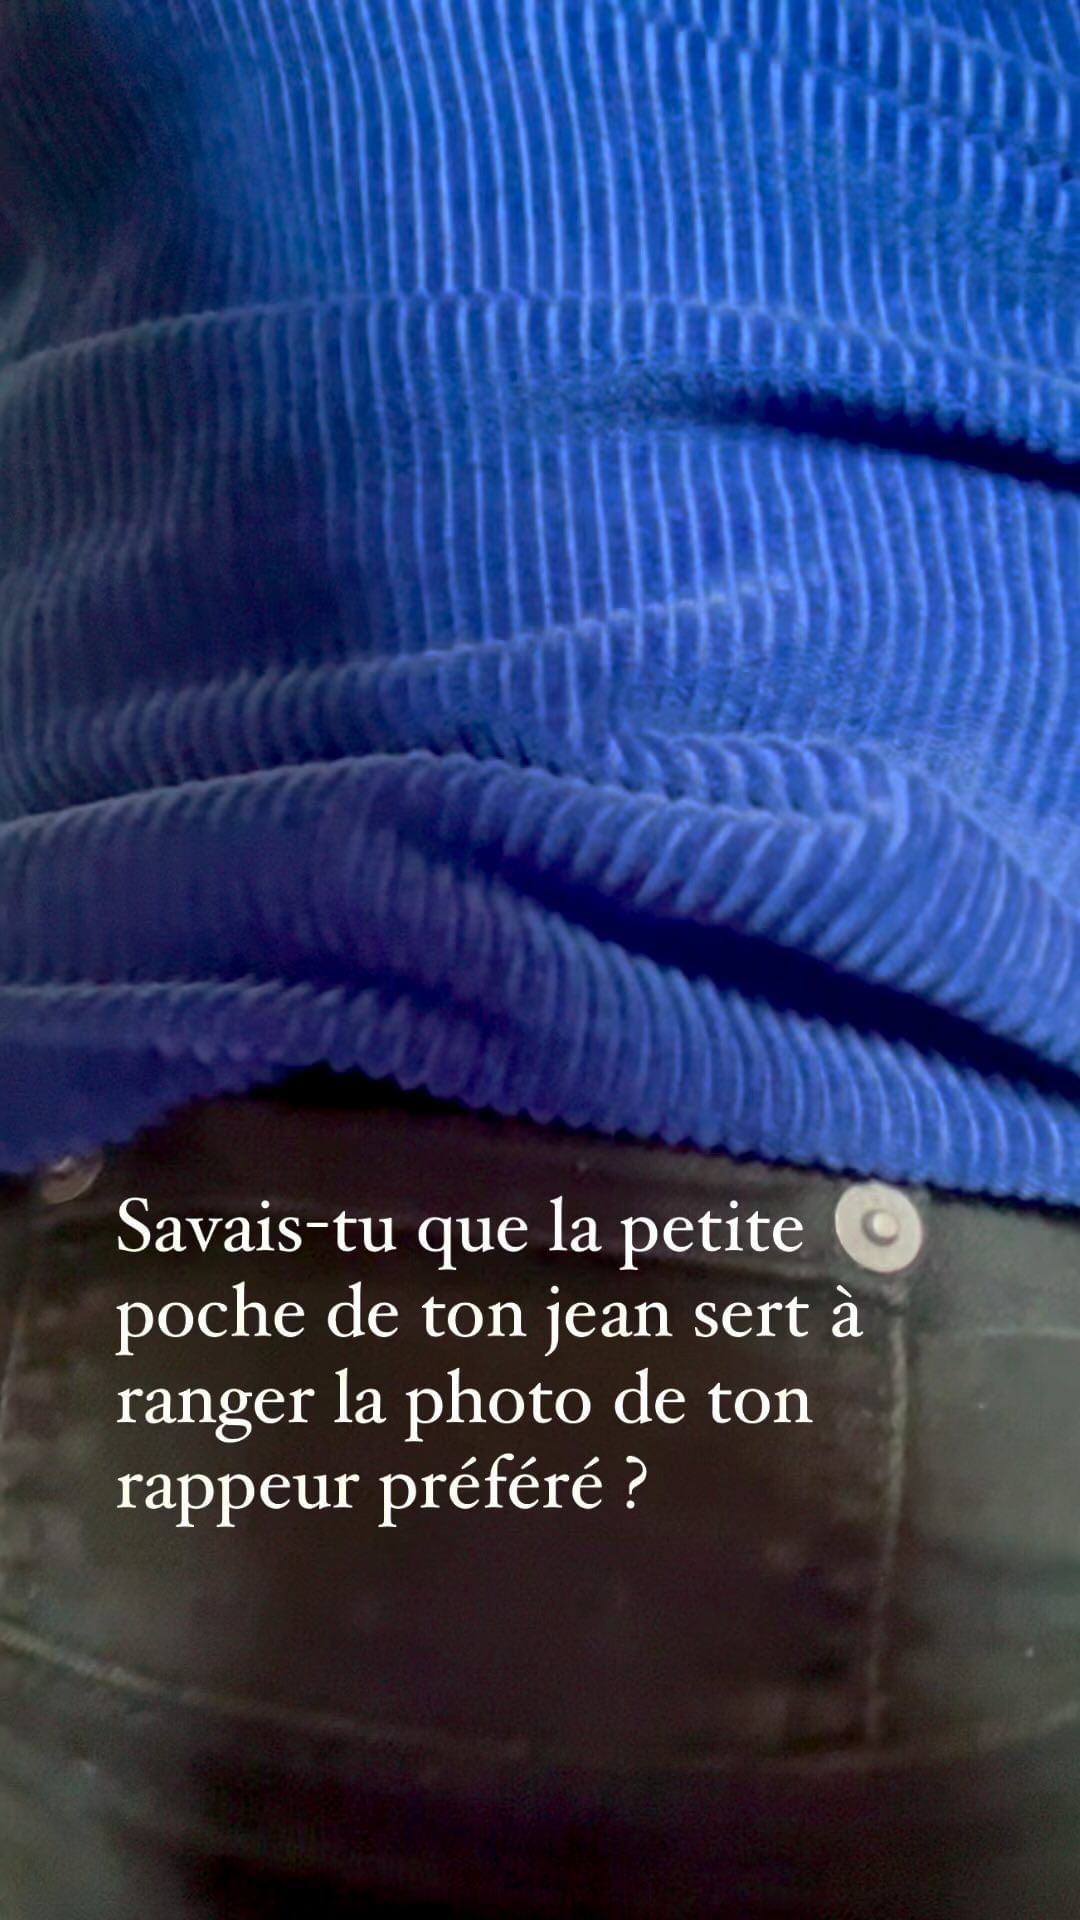 Savais-tu que la petite
poche de ton jean sert à
ranger la photo de ton
rappeur préféré ?